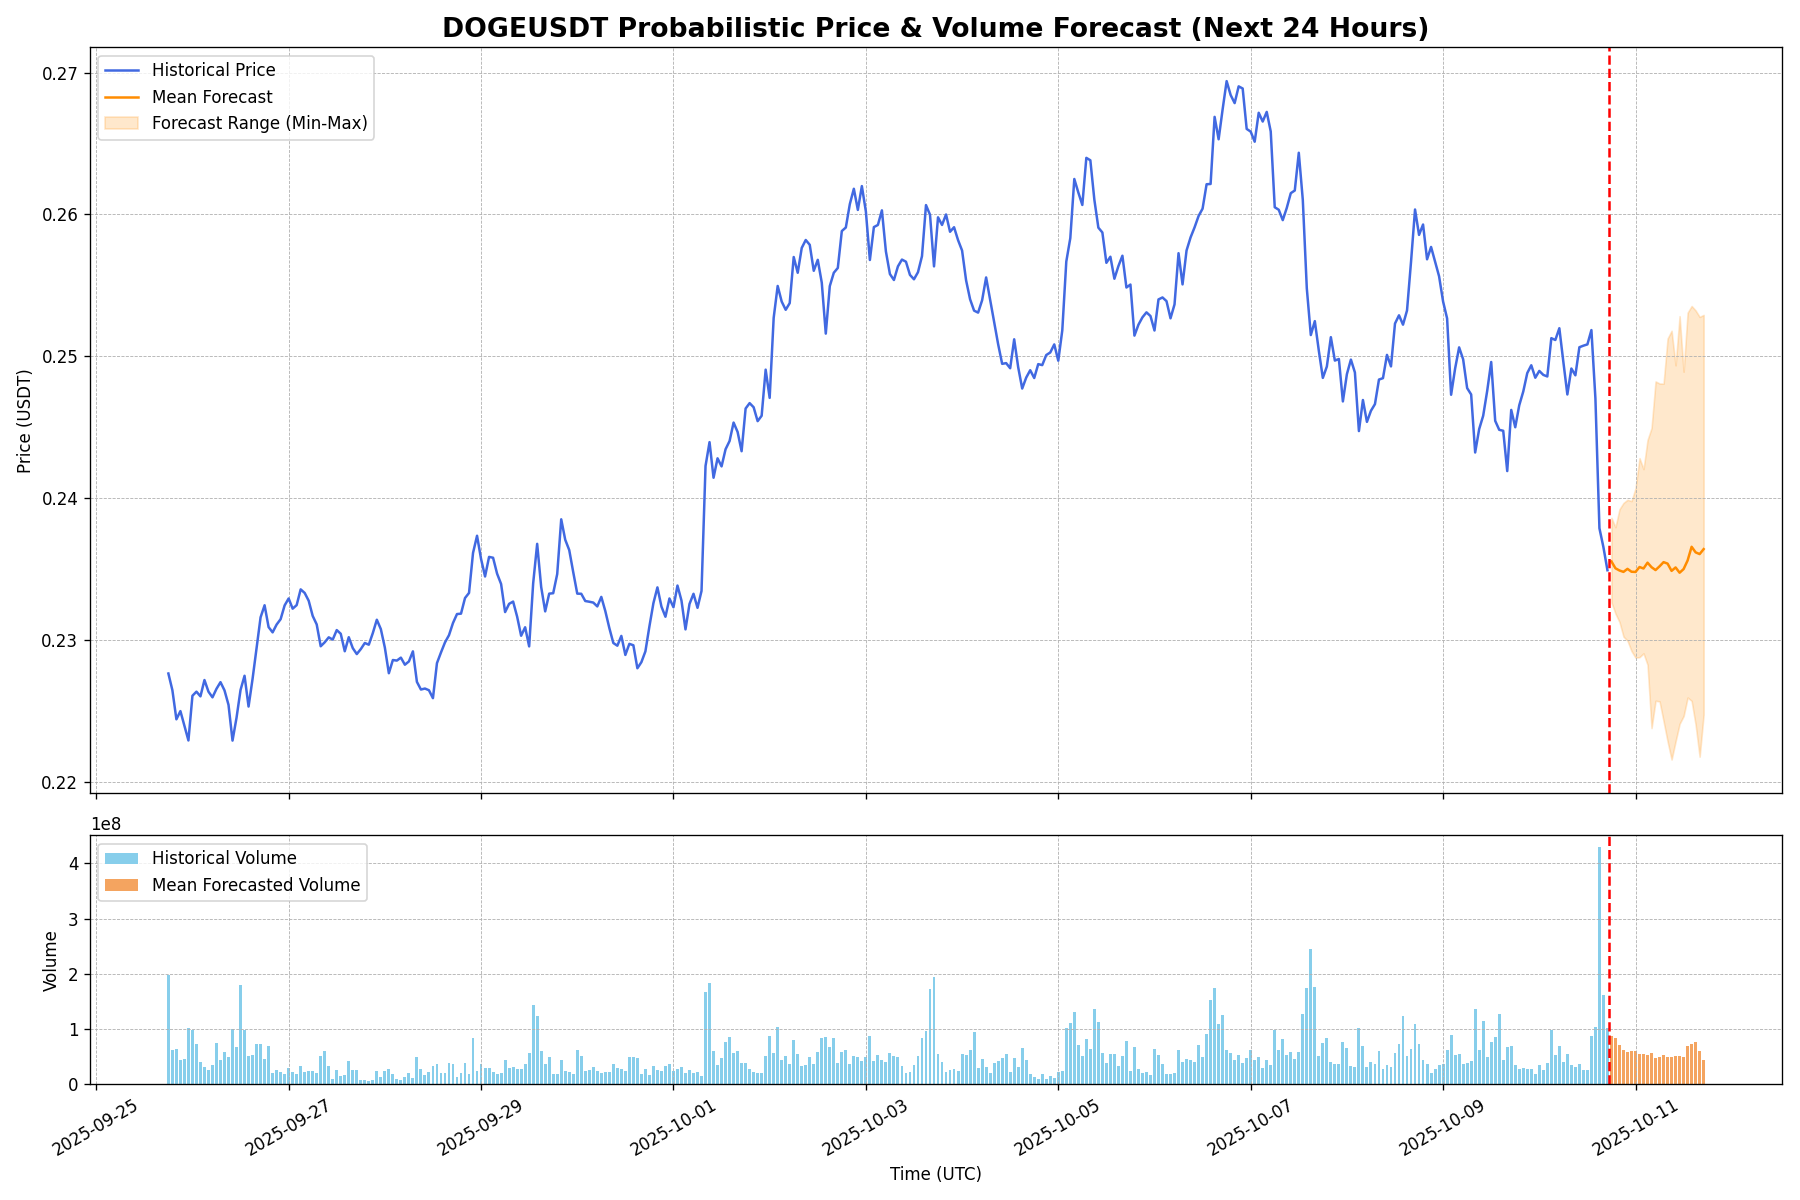 DOGEUSDT Probabilistic Price & Volume Forecast (Next 24 Hours)
Historical Price
Mean Forecast
Forecast Range (Min-Max)
0.27
0.26
0.25
0.24
0.23
0.22
Price (USDT)
1e8
Historical Volume
Mean Forecasted Volume
4
3
2
1
0
Volume
2025-09-25
2025-09-27
2025-09-29
2025-10-01
2025-10-03
2025-10-05
2025-10-07
2025-10-09
2025-10-11
Time (UTC)